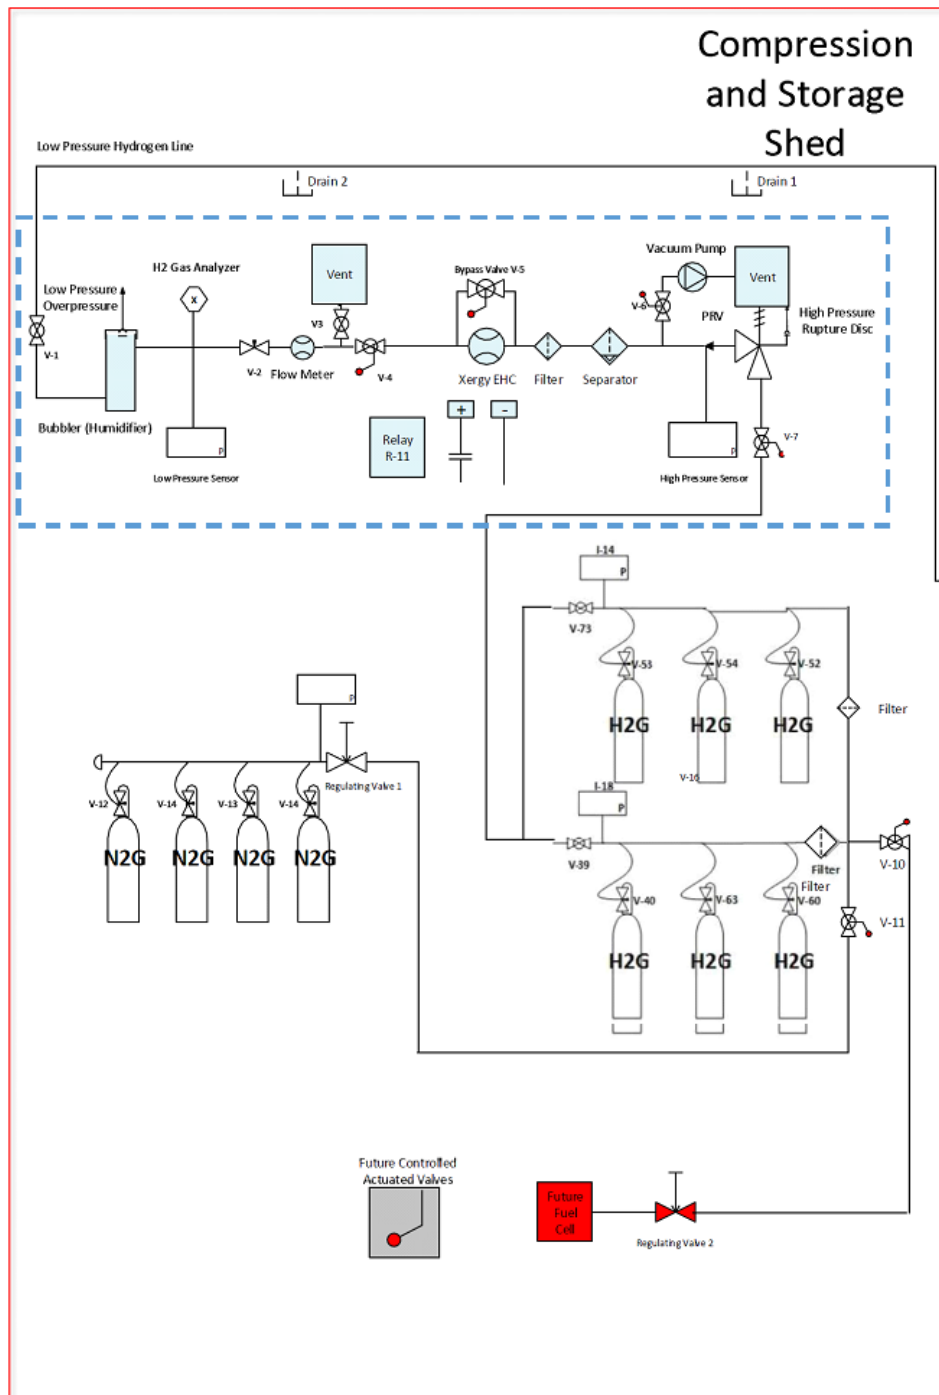 Compression
and Storage
Shed
Low Pressure Hydrogen Line
Drain 2
Drain 1
Vacuum Pump
H2 Gas Analyzer
Vent
Bypass Valve V-5
Vent
Low Pressure
Overpressure
X
V-6
PRV
High Pressure
Rupture Disc
V3
V-1
V-2
Flow Meter
V-4
Xergy EHC
Filter
Separator
Bubbler (Humidifier)
+
-
Relay
R-11
V-7
P
P
Low Pressure Sensor
High Pressure Sensor
I-14
P
V-73
V-53
V-54
V-52
P
H2G
H2G
H2G
Filter
V-16
Regulating Valve 1
I-18
P
V-12
V-14
V-13
V-14
N2G
N2G
N2G
N2G
V-39
Filter
Filter
V-10
V-40
V-63
V-60
V-11
H2G
H2G
H2G
Future Controlled
Actuated Valves
Future
Fuel
Cell
Regulating Valve 2